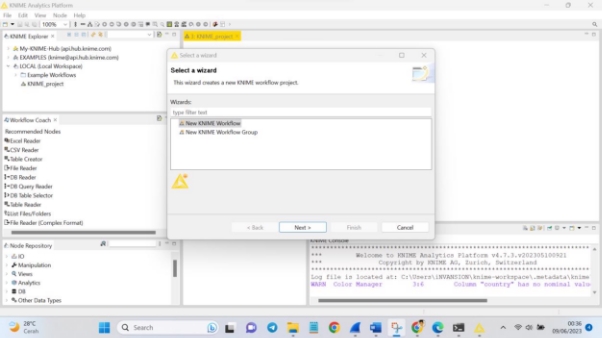 KNIME Analytics Platform
File Edit View Node Help
100%
KNIME Explorer
My-KNIME-Hub (api.hub.knime.com)
EXAMPLES (knime@api.hub.knime.com)
LOCAL (Local Workspace)
Example Workflows
KNIME_project
Workflow Coach
Recommended Nodes
Excel Reader
CSV Reader
Table Creator
File Reader
DB Reader
DB Query Reader
DB Table Selector
Table Reader
List Files/Folders
File Reader (Complex Format)
Node Repository
IO
Manipulation
Views
Analytics
DB
Other Data Types
KNIME_project
Select a wizard
Select a wizard
This wizard creates a new KNIME workflow project.
Wizards:
type filter text
New KNIME Workflow
New KNIME Workflow Group
< Back
Next >
Finish
Cancel
KNIME Console
*** Welcome to KNIME Analytics Platform v4.7.3.v202305100921 ***
*** Copyright by KNIME AG, Zurich, Switzerland ***
Log file is located at: C:\Users\INVANSION\knime-workspace\.metadata\knime
WARN Color Manager 3:6 Column "country" has no nominal value
28°C
Cerah
Search
00:36
09/06/2023